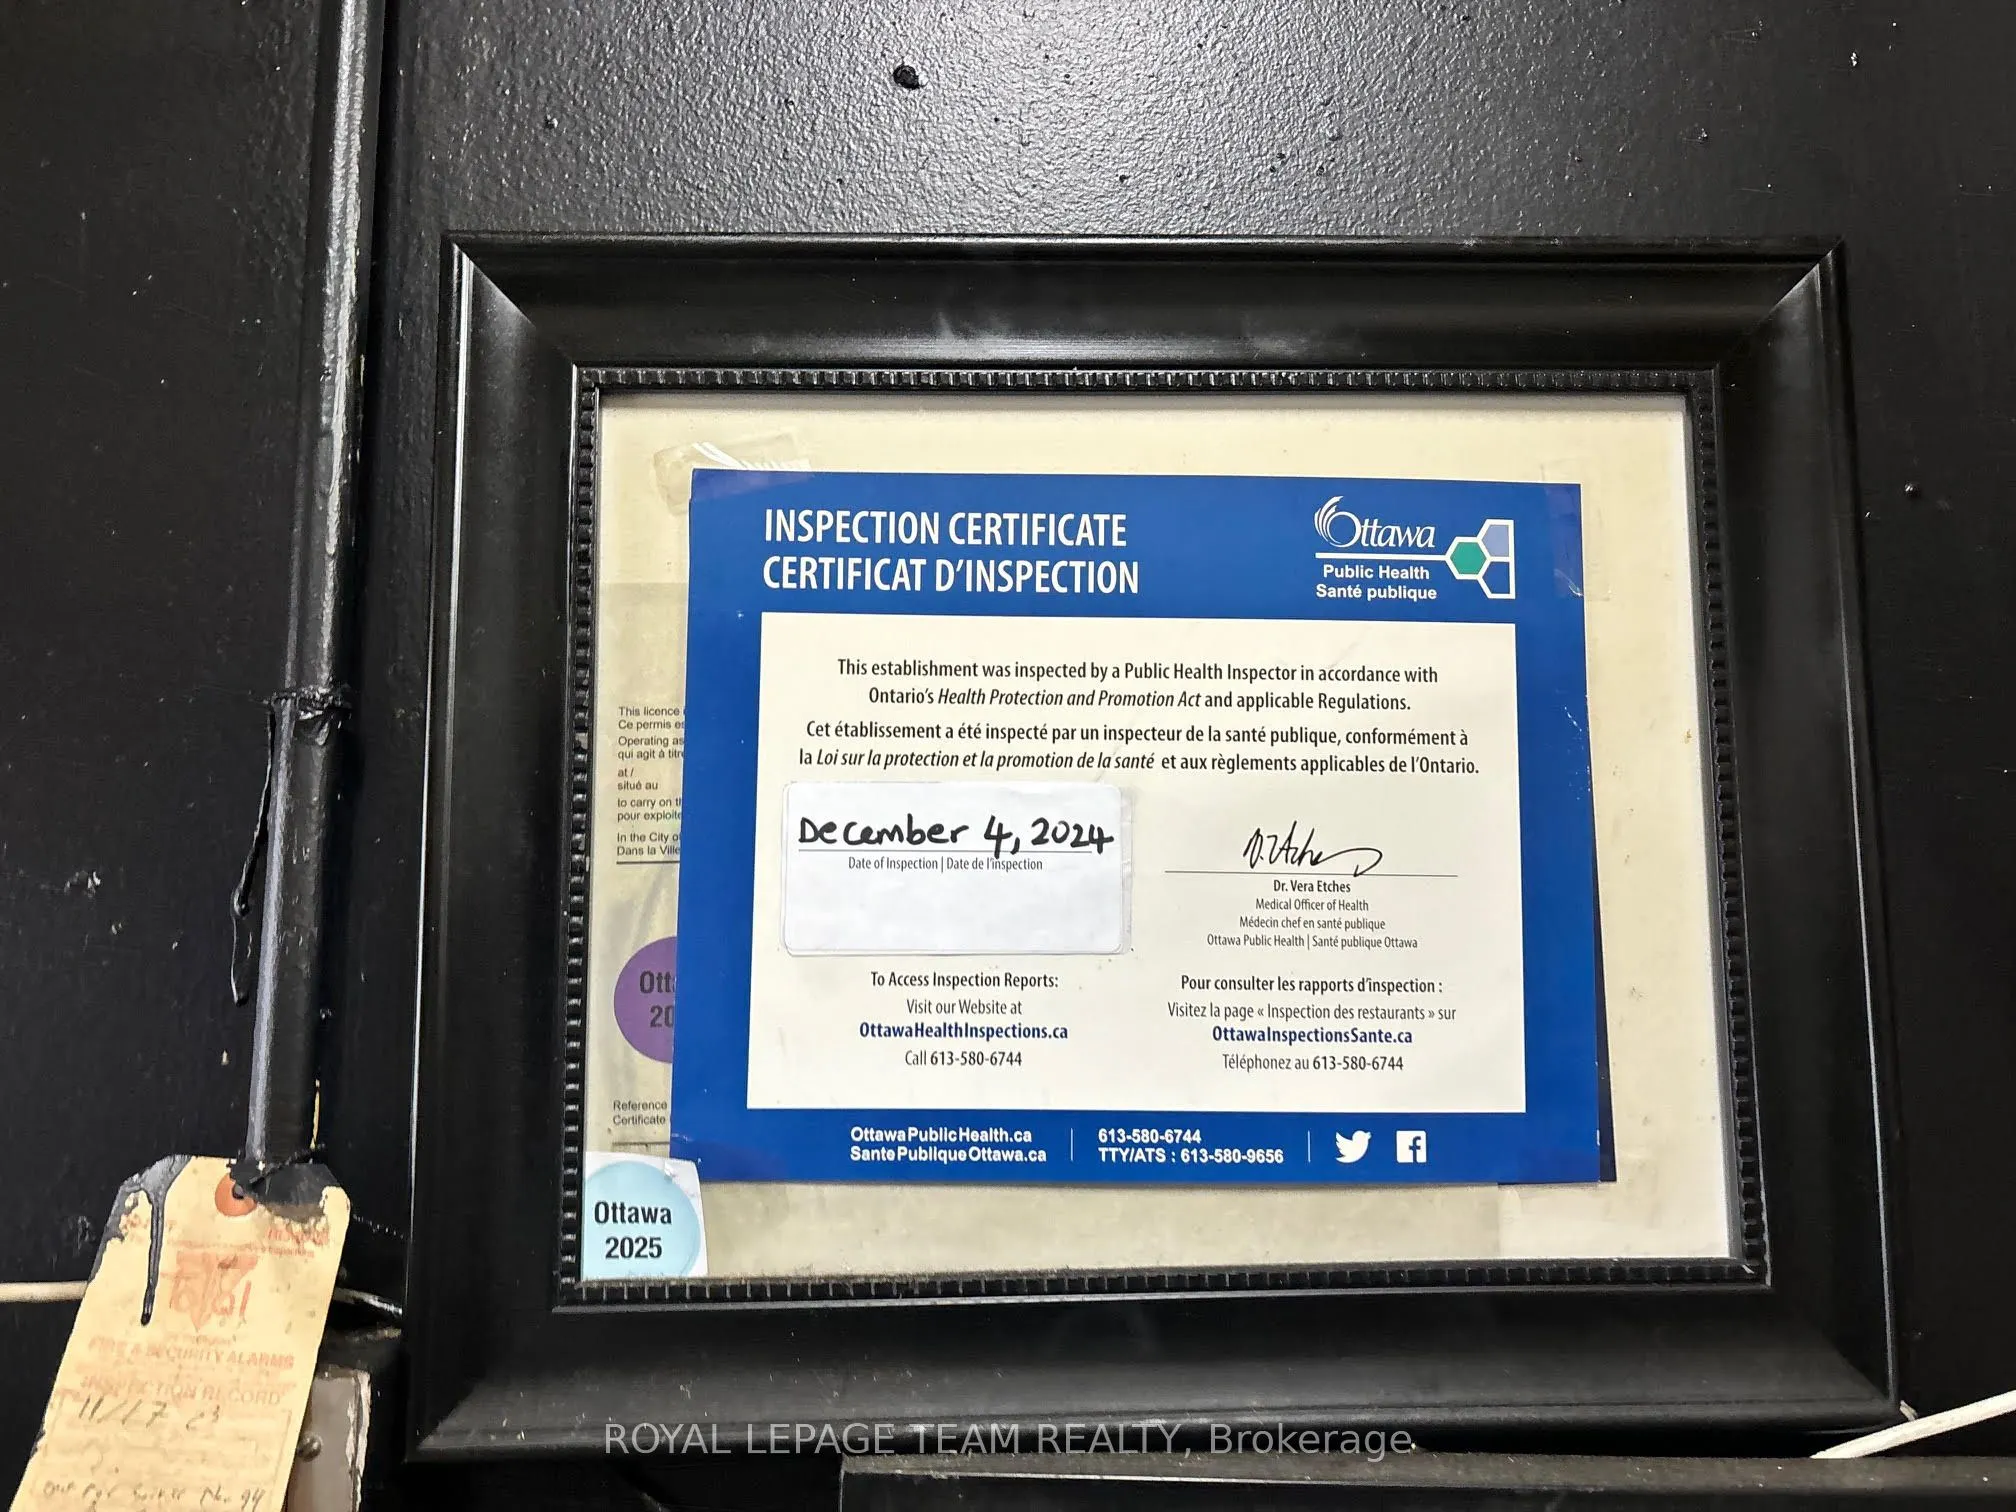 INSPECTION CERTIFICATE
CERTIFICAT D'INSPECTION
Ottawa
Public Health
Santé publique
This establishment was inspected by a Public Health Inspector in accordance with
Ontario's Health Protection and Promotion Act and applicable Regulations.
Cet établissement a été inspecté par un inspecteur de la santé publique, conformément à
la Loi sur la protection et la promotion de la santé et aux règlements applicables de l'Ontario.
December 4, 2024
Date of Inspection | Date de l'inspection
Dr. Vera Etches
Medical Officer of Health
Médecin chef en santé publique
Ottawa Public Health | Santé publique Ottawa
To Access Inspection Reports:
Visit our Website at
OttawaHealthInspections.ca
Call 613-580-6744
Pour consulter les rapports d'inspection :
Visitez la page « Inspection des restaurants » sur
OttawaInspectionsSante.ca
Téléphonez au 613-580-6744
OttawaPublicHealth.ca
SantePubliqueOttawa.ca
613-580-6744
TTY/ATS : 613-580-9656
This licence
Ce permis
Operating as
qui agit à
at /
situé au
to carry on
pour
In the City of
Dans la Ville
20
Reference
Certificate
Ottawa
2025
FIRE & SECURITY ALARMS
INSPECTION RECORD
ROYAL LEPAGE TEAM REALTY, Brokerage